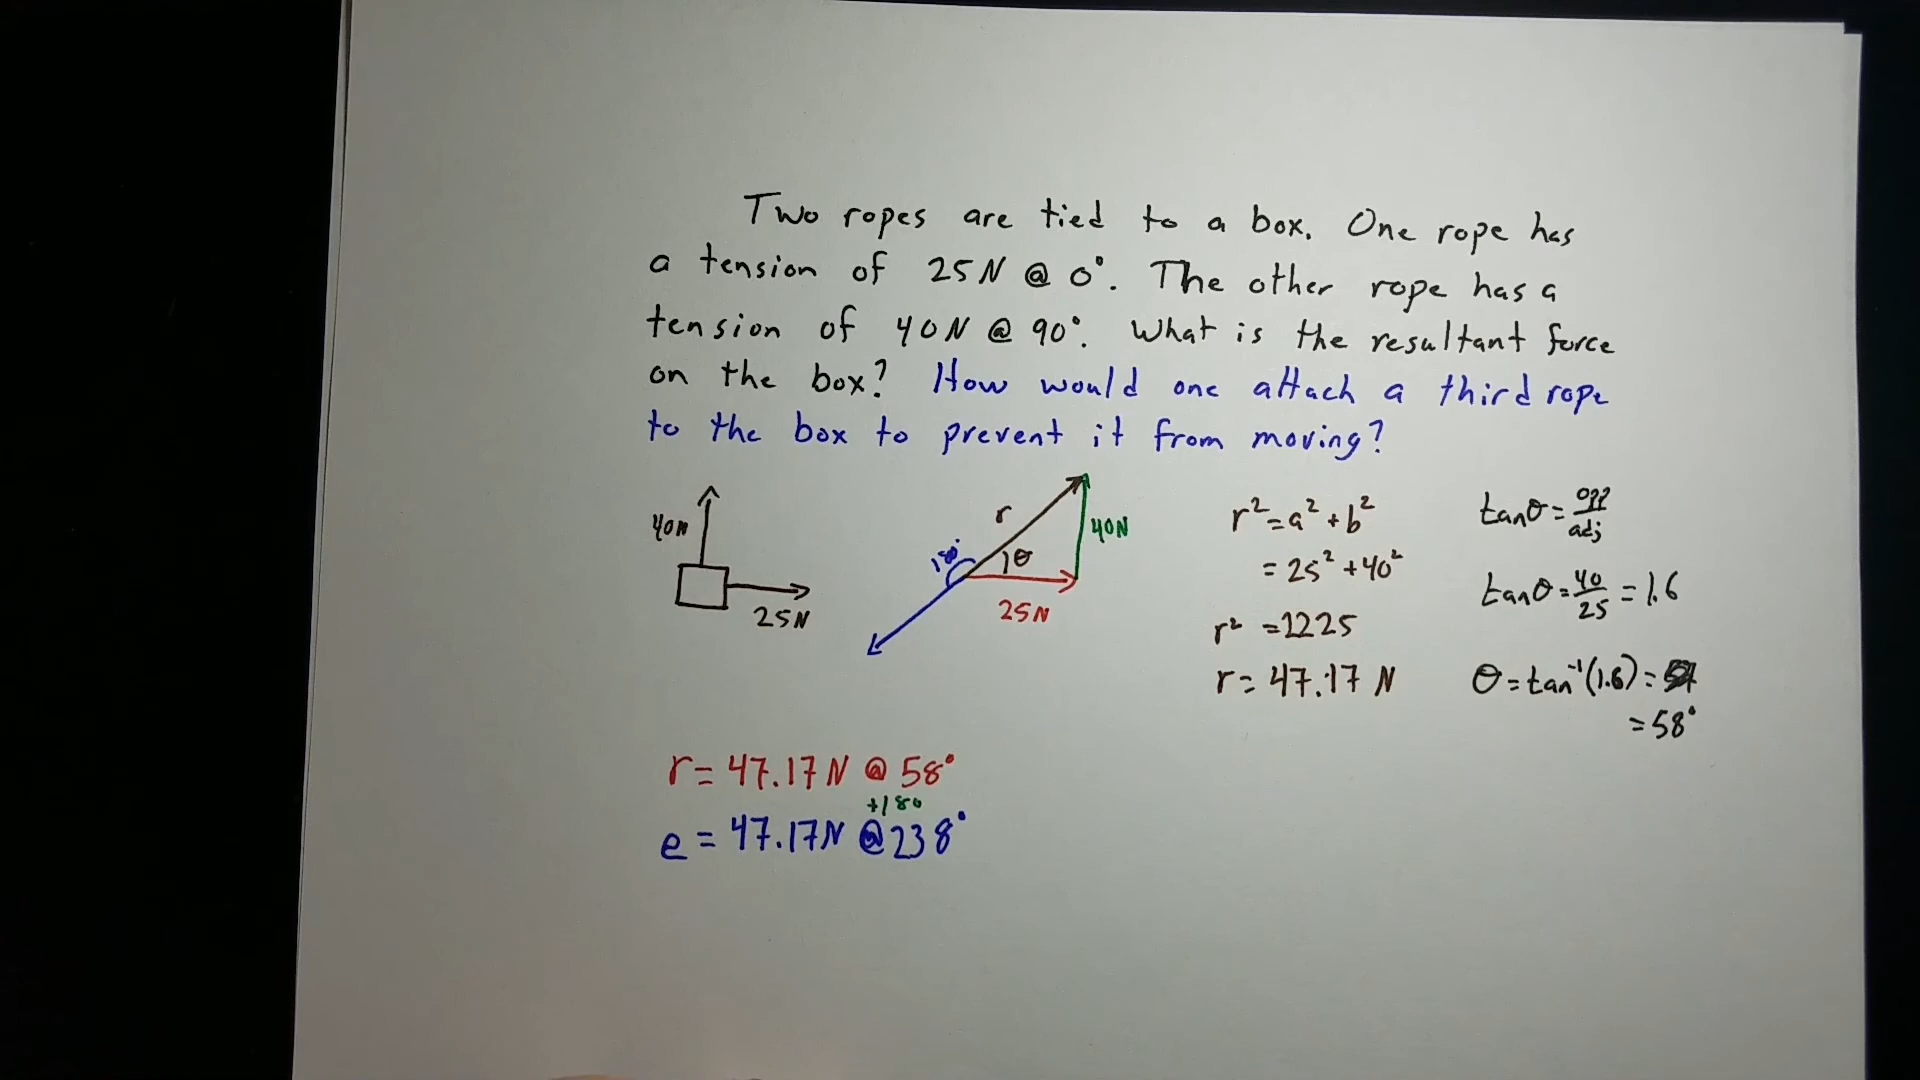 Two ropes are tied to a box. One rope has
a tension of 25N @ 0°. The other rope has a
tension of 40N @ 90°. What is the resultant force
on the box? How would one attach a third rope
to the box to prevent it from moving?
40N
25N
r
θ
180°
40N
25N
r² = a² + b²
= 25² + 40²
r² = 1225
r = 47.17 N
tanθ = opp/adj
tanθ = 40/25 = 1.6
θ = tan⁻¹(1.6) =
= 58°
r = 47.17N @ 58°
+180
e = 47.17N @ 238°